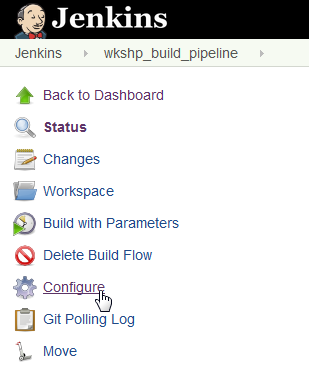 Jenkins
Jenkins wkshp_build_pipeline
Back to Dashboard
Status
Changes
Workspace
Build with Parameters
Delete Build Flow
Configure
Git Polling Log
Move